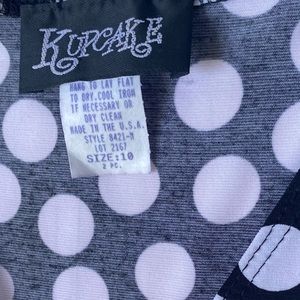 KUPCAKE
HANG TO LAY FLAT
TO DRY.COOL IRON
IF NECESSARY OR
DRY CLEAN
MADE IN THE U.S.A.
STYLE 8421-M
LOT 2167
SIZE:10
2 PC.